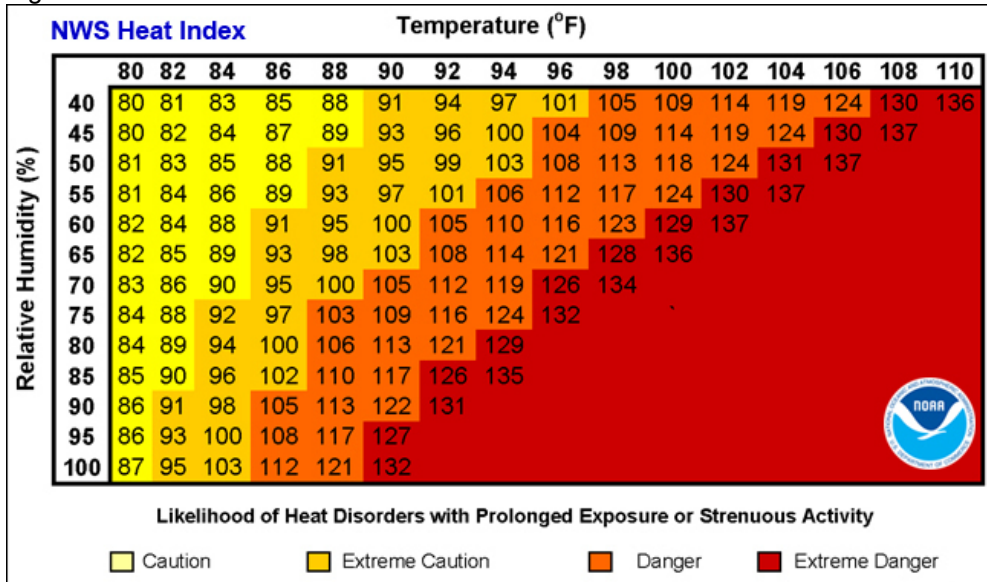 NWS Heat Index Temperature (°F)
80 82 84 86 88 90 92 94 96 98 100 102 104 106 108 110
Relative Humidity (%)
40 80 81 83 85 88 91 94 97 101 105 109 114 119 124 130 136
45 80 82 84 87 89 93 96 100 104 109 114 119 124 130 137
50 81 83 85 88 91 95 99 103 108 113 118 124 131 137
55 81 84 86 89 93 97 101 106 112 117 124 130 137
60 82 84 88 91 95 100 105 110 116 123 129 137
65 82 85 89 93 98 103 108 114 121 128 136
70 83 86 90 95 100 105 112 119 126 134
75 84 88 92 97 103 109 116 124 132
80 84 89 94 100 106 113 121 129
85 85 90 96 102 110 117 126 135
90 86 91 98 105 113 122 131
95 86 93 100 108 117 127
100 87 95 103 112 121 132
NOAA
Likelihood of Heat Disorders with Prolonged Exposure or Strenuous Activity
Caution Extreme Caution Danger Extreme Danger